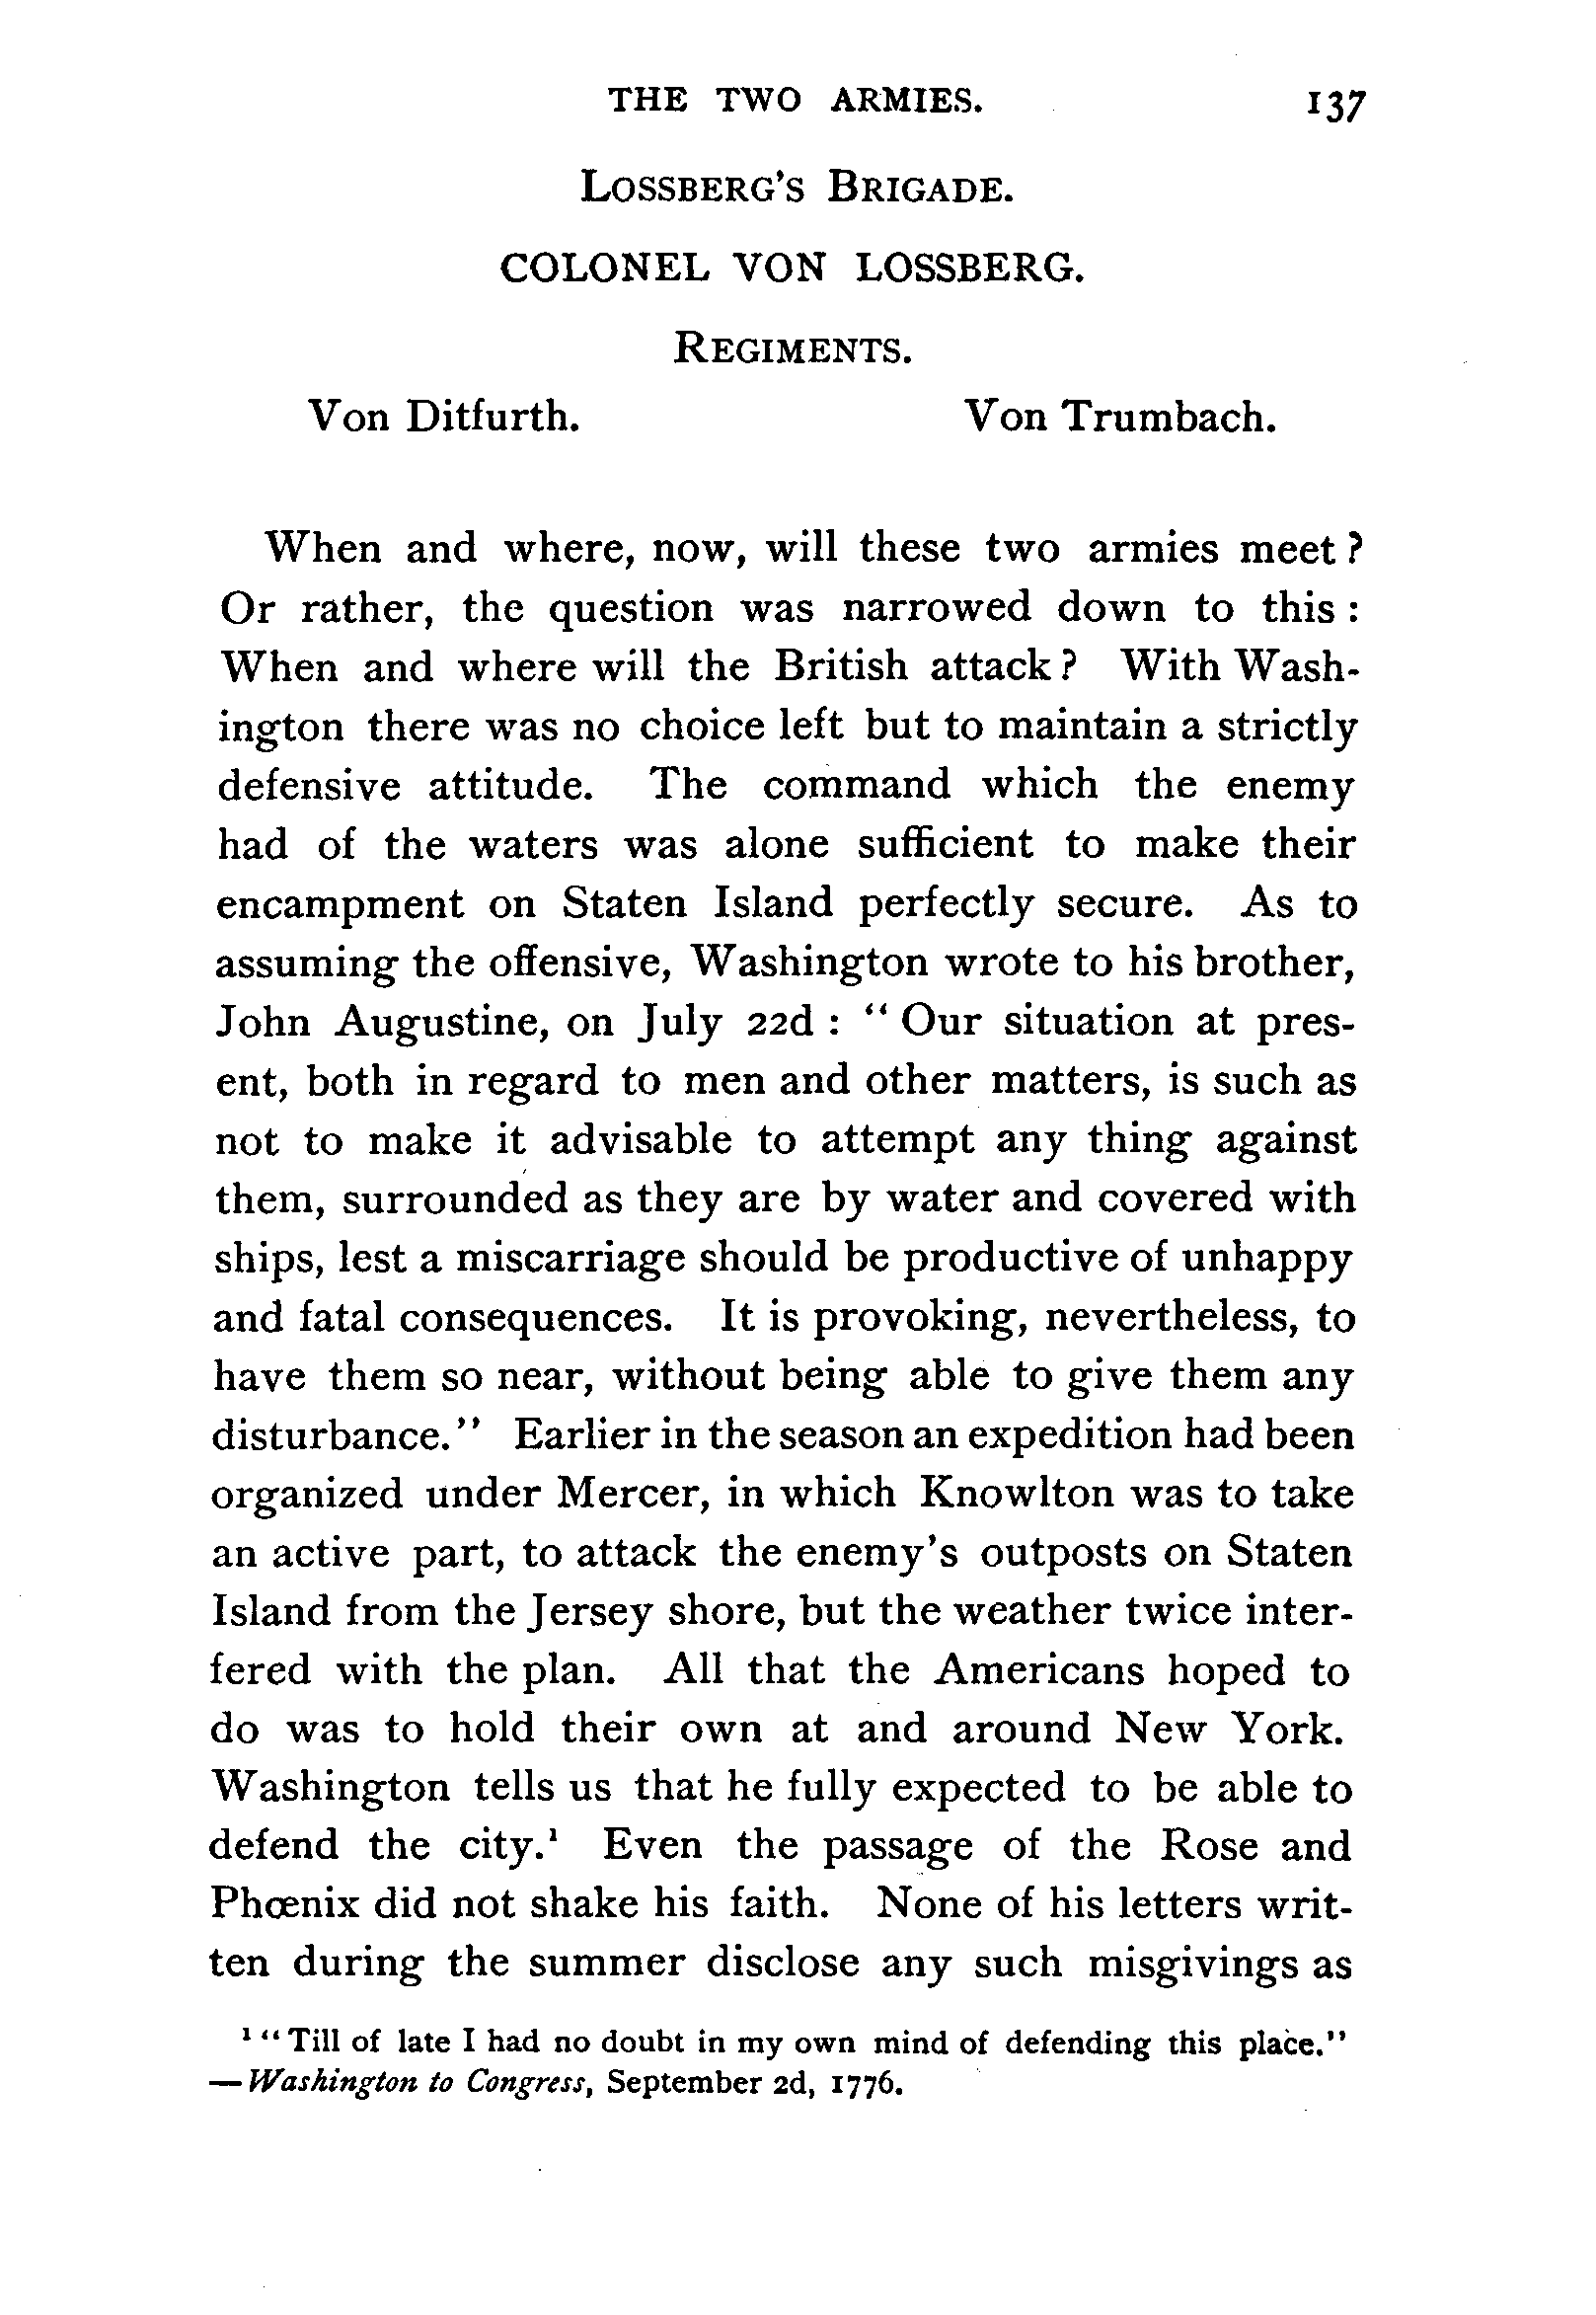 THE TWO ARMIES. 137
LOSSBERG'S BRIGADE.
COLONEL VON LOSSBERG.
REGIMENTS.
Von Ditfurth. Von Trumbach.
When and where, now, will these two armies meet?
Or rather, the question was narrowed down to this:
When and where will the British attack? With Wash-
ington there was no choice left but to maintain a strictly
defensive attitude. The command which the enemy
had of the waters was alone sufficient to make their
encampment on Staten Island perfectly secure. As to
assuming the offensive, Washington wrote to his brother,
John Augustine, on July 22d: "Our situation at pres-
ent, both in regard to men and other matters, is such as
not to make it advisable to attempt any thing against
them, surrounded as they are by water and covered with
ships, lest a miscarriage should be productive of unhappy
and fatal consequences. It is provoking, nevertheless, to
have them so near, without being able to give them any
disturbance." Earlier in the season an expedition had been
organized under Mercer, in which Knowlton was to take
an active part, to attack the enemy's outposts on Staten
Island from the Jersey shore, but the weather twice inter-
fered with the plan. All that the Americans hoped to
do was to hold their own at and around New York.
Washington tells us that he fully expected to be able to
defend the city.¹ Even the passage of the Rose and
Phœnix did not shake his faith. None of his letters writ-
ten during the summer disclose any such misgivings as
¹ "Till of late I had no doubt in my own mind of defending this place."
—Washington to Congress, September 2d, 1776.